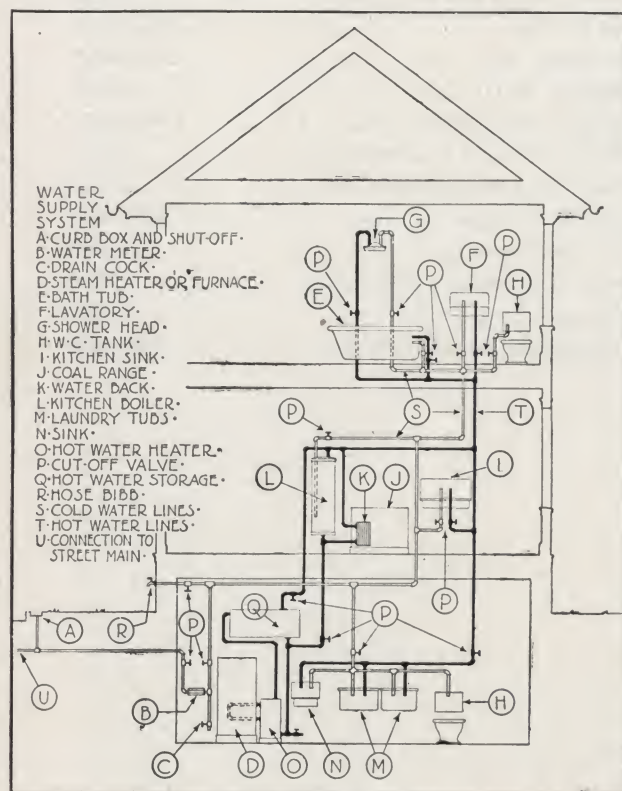 WATER
SUPPLY
SYSTEM
A·CURB BOX AND SHUT-OFF·
B·WATER METER·
C·DRAIN COCK·
D·STEAM HEATER OR FURNACE·
E·BATH TUB·
F·LAVATORY·
G·SHOWER HEAD·
H·W·C·TANK·
I·KITCHEN SINK·
J·COAL RANGE·
K·WATER BACK·
L·KITCHEN BOILER·
M·LAUNDRY TUBS·
N·SINK·
O·HOT WATER HEATER·
P·CUT-OFF VALVE·
Q·HOT WATER STORAGE·
R·HOSE BIBB·
S·COLD WATER LINES·
T·HOT WATER LINES·
U·CONNECTION TO
STREET MAIN·
G
P
P
F
P
H
E
S
T
P
L
K
J
I
P
A
R
P
Q
P
U
B
C
D
O
N
M
H